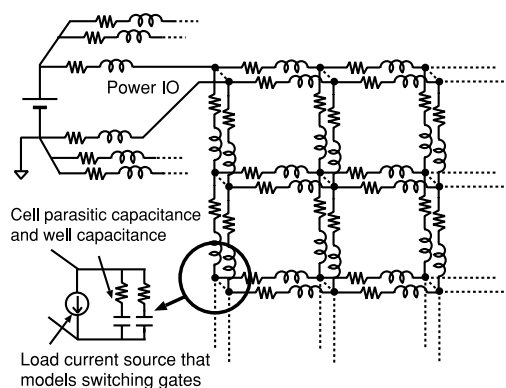 Power IO
Cell parasitic capacitance
and well capacitance
Load current source that
models switching gates